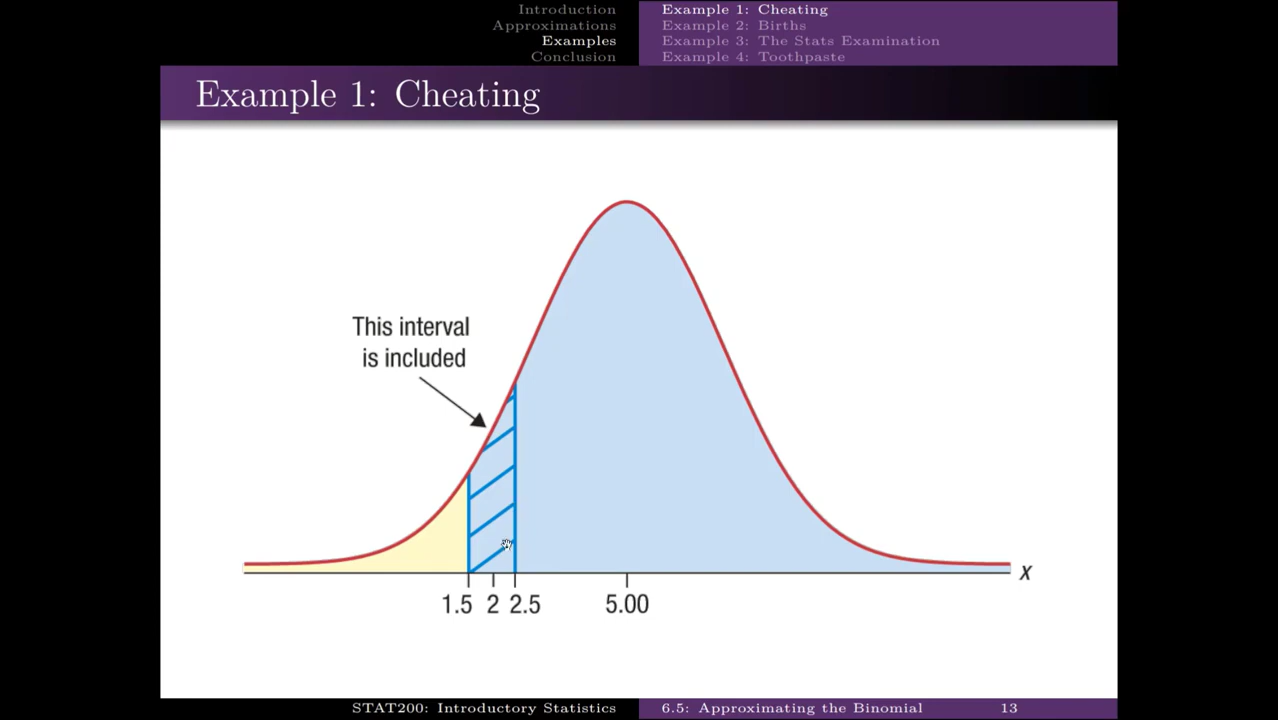 Introduction
Approximations
Examples
Conclusion
Example 1: Cheating
Example 2: Births
Example 3: The Stats Examination
Example 4: Toothpaste
Example 1: Cheating
This interval
is included
1.5 2 2.5 5.00
x
STAT200: Introductory Statistics
6.5: Approximating the Binomial
13